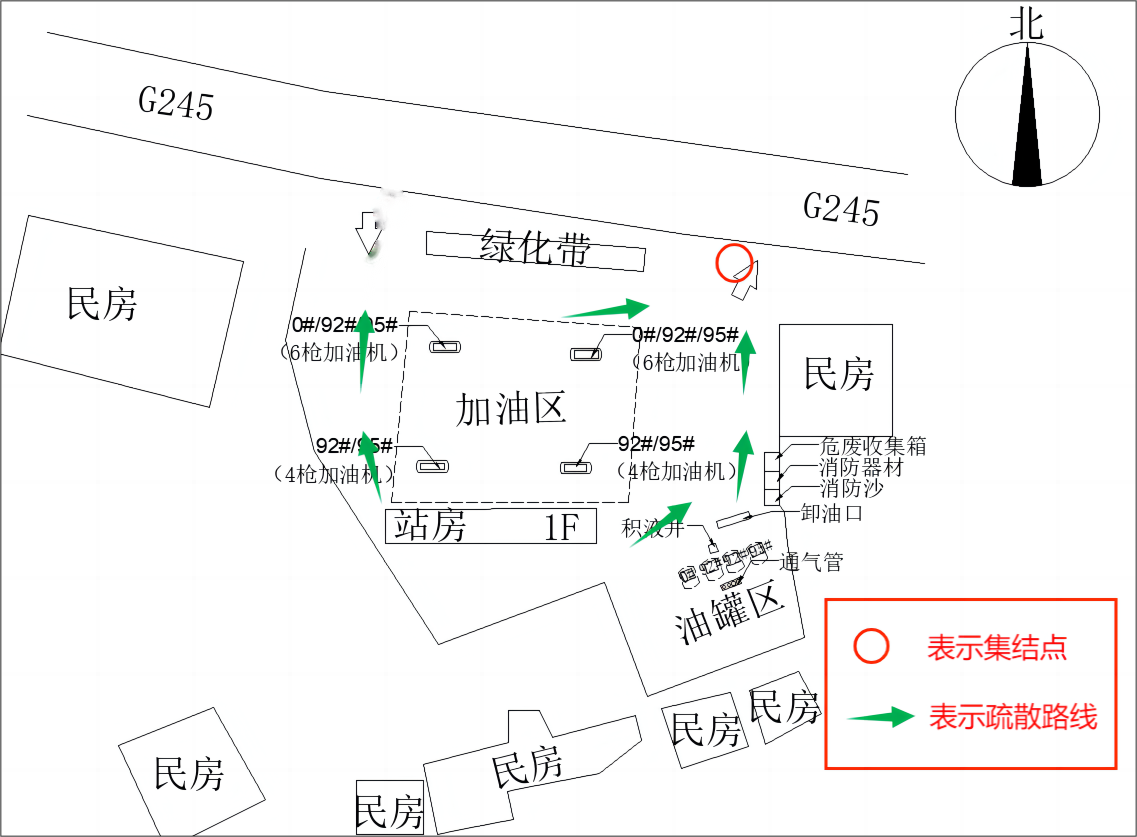 北
G245
G245
绿化带
民房
0#/92#/95#
（6枪加油机）
0#/92#/95#
（6枪加油机）
民房
加油区
92#/95#
（4枪加油机）
92#/95#
（4枪加油机）
危废收集箱
消防器材
消防沙
卸油口
站房 1F
积液井
0#
92#
92#
95#
通气管
油罐区
表示集结点
表示疏散路线
民房
民房
民房
民房
民房